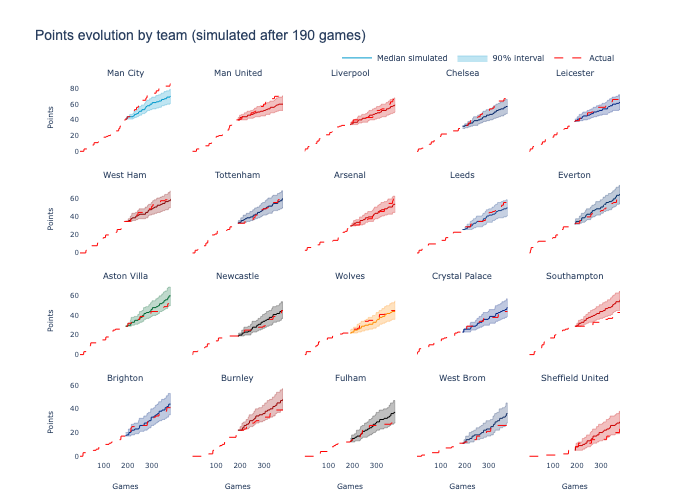 Points evolution by team (simulated after 190 games)
Median simulated 90% interval Actual
Man City Man United Liverpool Chelsea Leicester
80
60
40
20
0
Points
West Ham Tottenham Arsenal Leeds Everton
60
40
20
0
Points
Aston Villa Newcastle Wolves Crystal Palace Southampton
60
40
20
0
Points
Brighton Burnley Fulham West Brom Sheffield United
60
40
20
0
Points
100 200 300 100 200 300 100 200 300 100 200 300 100 200 300
Games Games Games Games Games